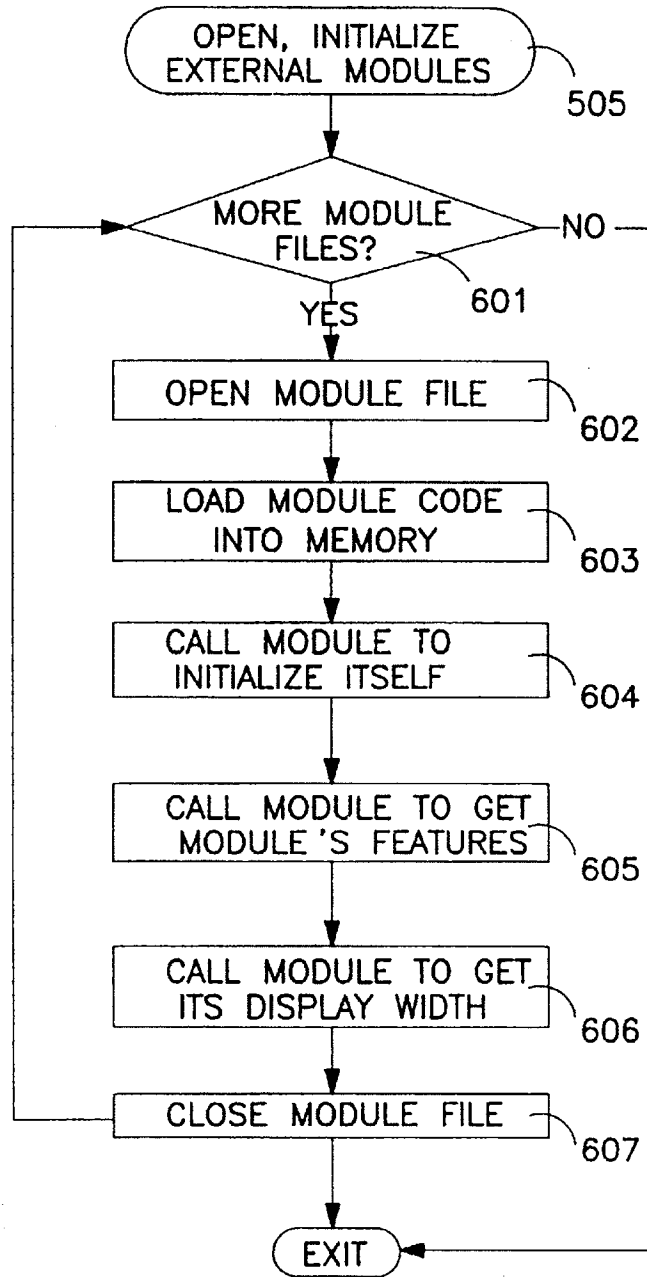 OPEN, INITIALIZE
EXTERNAL MODULES
505
MORE MODULE
FILES?
NO
601
YES
OPEN MODULE FILE
602
LOAD MODULE CODE
INTO MEMORY
603
CALL MODULE TO
INITIALIZE ITSELF
604
CALL MODULE TO GET
MODULE'S FEATURES
605
CALL MODULE TO GET
ITS DISPLAY WIDTH
606
CLOSE MODULE FILE
607
EXIT